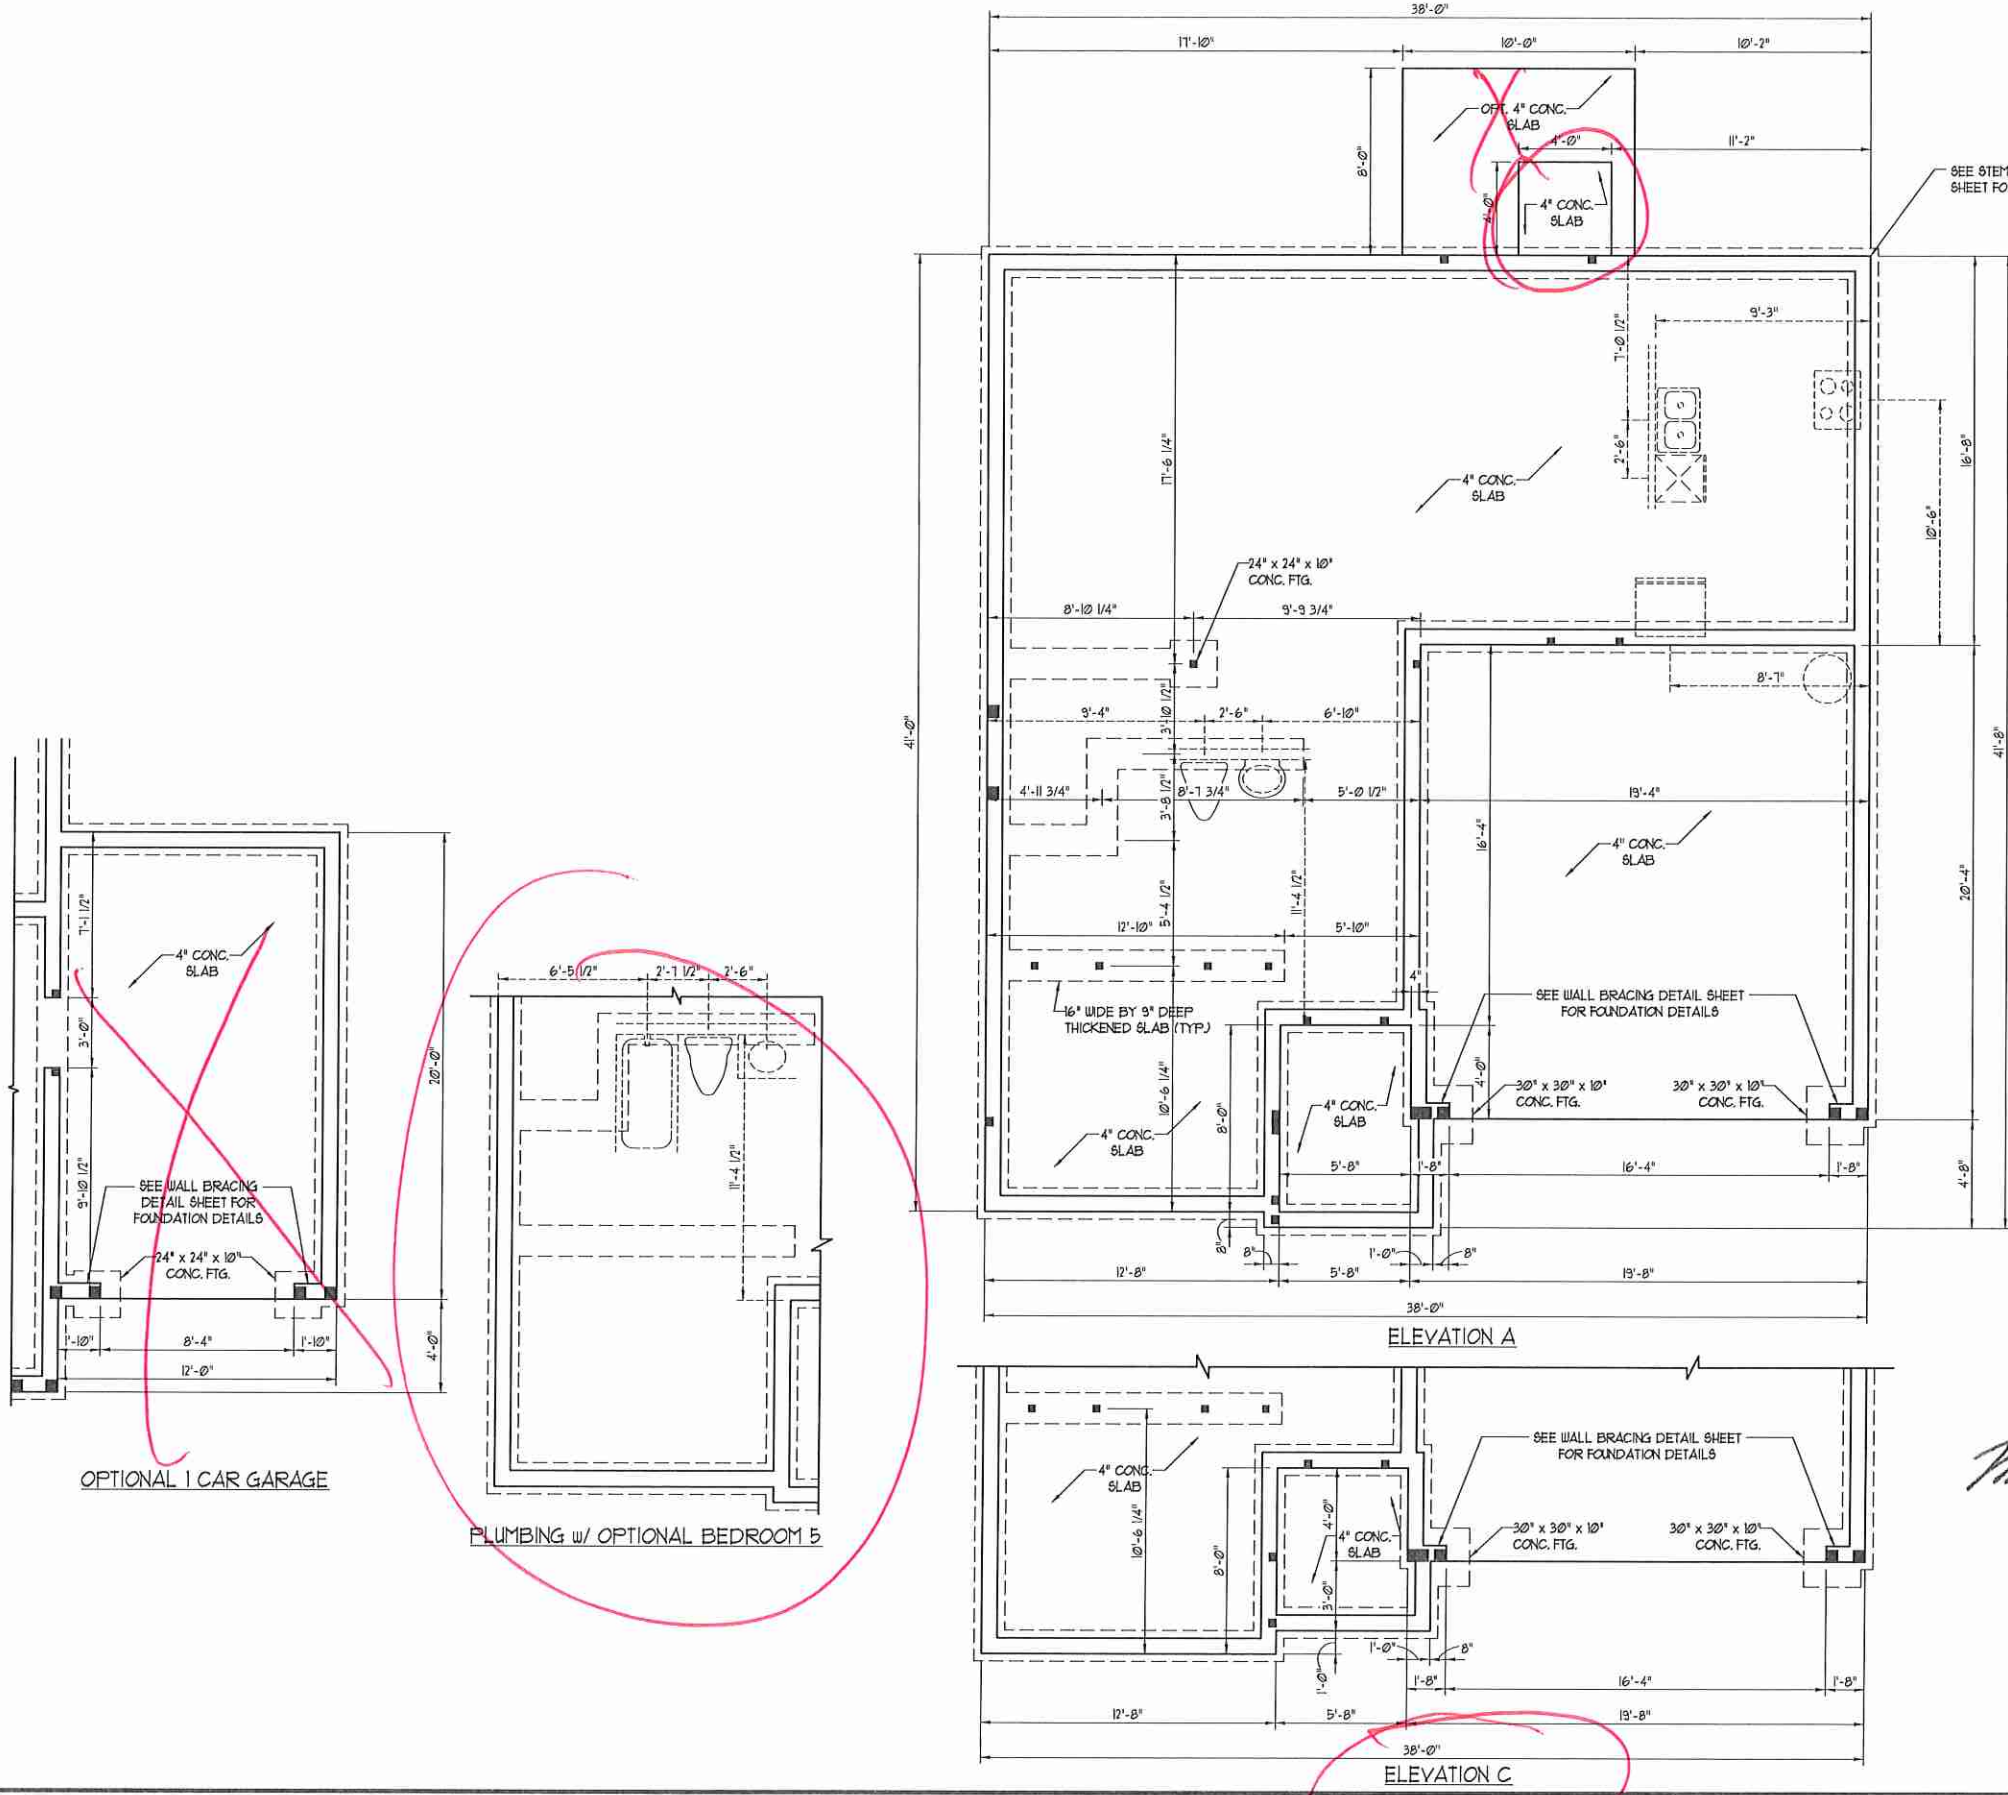 38'-0"
17'-10"
10'-0"
10'-2"
OPT. 4" CONC.
SLAB
4'-0"
11'-2"
8'-0"
4'-0"
4" CONC.
SLAB
SEE STEM
SHEET FO
9'-3"
7'-0 1/2"
2'-6"
17'-6 1/4"
16'-8"
10'-6"
4" CONC.
SLAB
24" x 24" x 10"
CONC. FTG.
8'-10 1/4"
9'-9 3/4"
8'-7"
9'-4"
2'-6"
6'-10"
3'-10 1/2"
41'-0"
41'-8"
4'-11 3/4"
8'-7 3/4"
5'-0 1/2"
19'-4"
3'-8 1/2"
16'-4"
4" CONC.
SLAB
20'-4"
11'-4 1/2"
5'-4 1/2"
12'-10"
5'-10"
4"
16" WIDE BY 9" DEEP
THICKENED SLAB (TYP.)
SEE WALL BRACING DETAIL SHEET
FOR FOUNDATION DETAILS
4'-0"
30" x 30" x 10"
CONC. FTG.
30" x 30" x 10"
CONC. FTG.
10'-6 1/4"
8'-0"
4" CONC.
SLAB
4" CONC.
SLAB
5'-8"
1'-8"
16'-4"
1'-8"
4'-8"
8"
8"
1'-0"
8"
12'-8"
5'-8"
19'-8"
38'-0"
ELEVATION A
7'-1 1/2"
4" CONC.
SLAB
3'-0"
20'-0"
9'-10 1/2"
SEE WALL BRACING
DETAIL SHEET FOR
FOUNDATION DETAILS
24" x 24" x 10"
CONC. FTG.
1'-10"
8'-4"
1'-10"
12'-0"
4'-0"
OPTIONAL 1 CAR GARAGE
6'-5 1/2"
2'-7 1/2"
2'-6"
11'-4 1/2"
PLUMBING w/ OPTIONAL BEDROOM 5
4" CONC.
SLAB
10'-6 1/4"
8'-0"
4'-0"
4" CONC.
SLAB
3'-0"
1'-0"
SEE WALL BRACING DETAIL SHEET
FOR FOUNDATION DETAILS
30" x 30" x 10"
CONC. FTG.
30" x 30" x 10"
CONC. FTG.
1'-0"
8"
1'-8"
16'-4"
1'-8"
12'-8"
5'-8"
19'-8"
38'-0"
ELEVATION C